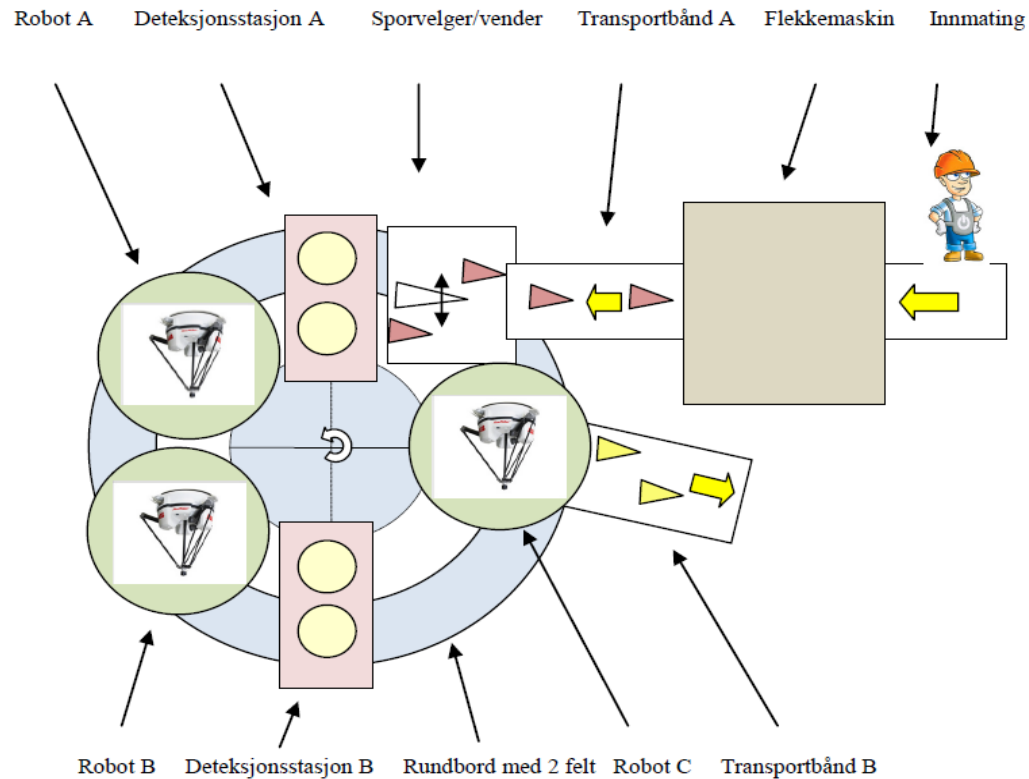 Robot A Deteksjonsstasjon A Sporvelger/vender Transportbånd A Flekkemaskin Innmating
Robot B Deteksjonsstasjon B Rundbord med 2 felt Robot C Transportbånd B